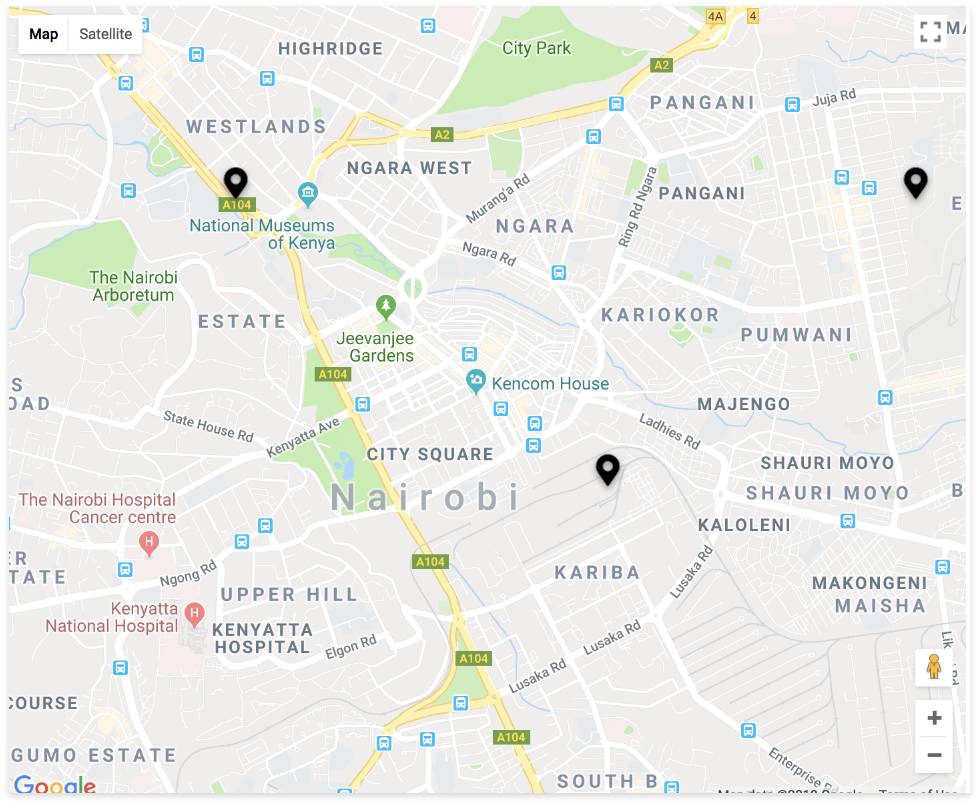 Map
Satellite
4A
4
MA
HIGHRIDGE
City Park
A2
PANGANI
Juja Rd
WESTLANDS
A2
NGARA WEST
PANGANI
Murang'a Rd
Ring Rd Ngara
A104
E
National Museums
of Kenya
NGARA
Ngara Rd
The Nairobi
Arboretum
ESTATE
KARIOKOR
PUMWANI
Jeevanjee
Gardens
A104
Kencom House
S
OAD
MAJENGO
State House Rd
Kenyatta Ave
Ladhies Rd
CITY SQUARE
SHAURI MOYO
SHAURI MOYO
B
Nairobi
The Nairobi Hospital
Cancer centre
KALOLENI
ER
TATE
A104
Ngong Rd
KARIBA
Lusaka Rd
MAKONGENI
MAISHA
UPPER HILL
Kenyatta
National Hospital
KENYATTA
HOSPITAL
Elgon Rd
Lusaka Rd
Lik
Rd
A104
Lusaka Rd
COURSE
A104
GUMO ESTATE
Enterprise
SOUTH B
Google
Map data ©2018 Google
Terms of Use
H
H